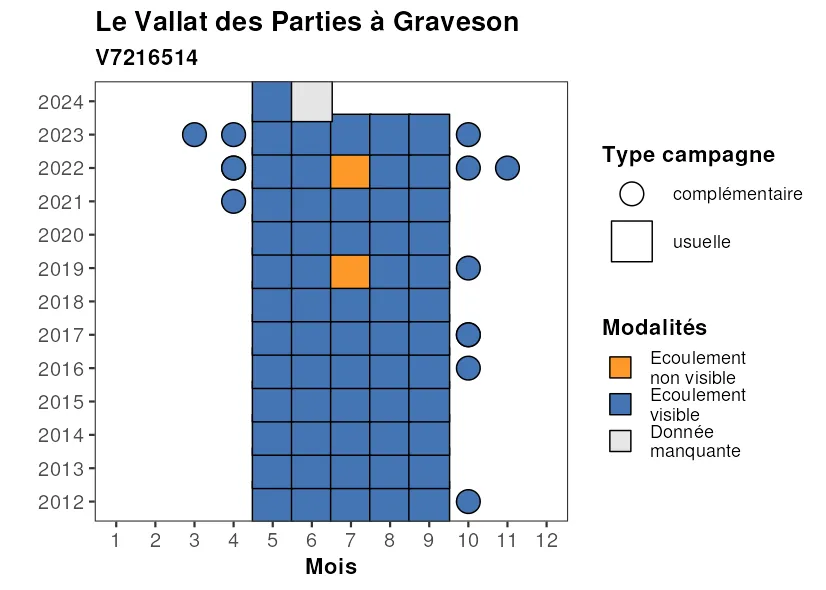 Le Vallat des Parties à Graveson
V7216514
2024
2023
2022
2021
2020
2019
2018
2017
2016
2015
2014
2013
2012
1 2 3 4 5 6 7 8 9 10 11 12
Mois
Type campagne
complémentaire
usuelle
Modalités
Ecoulement
non visible
Ecoulement
visible
Donnée
manquante